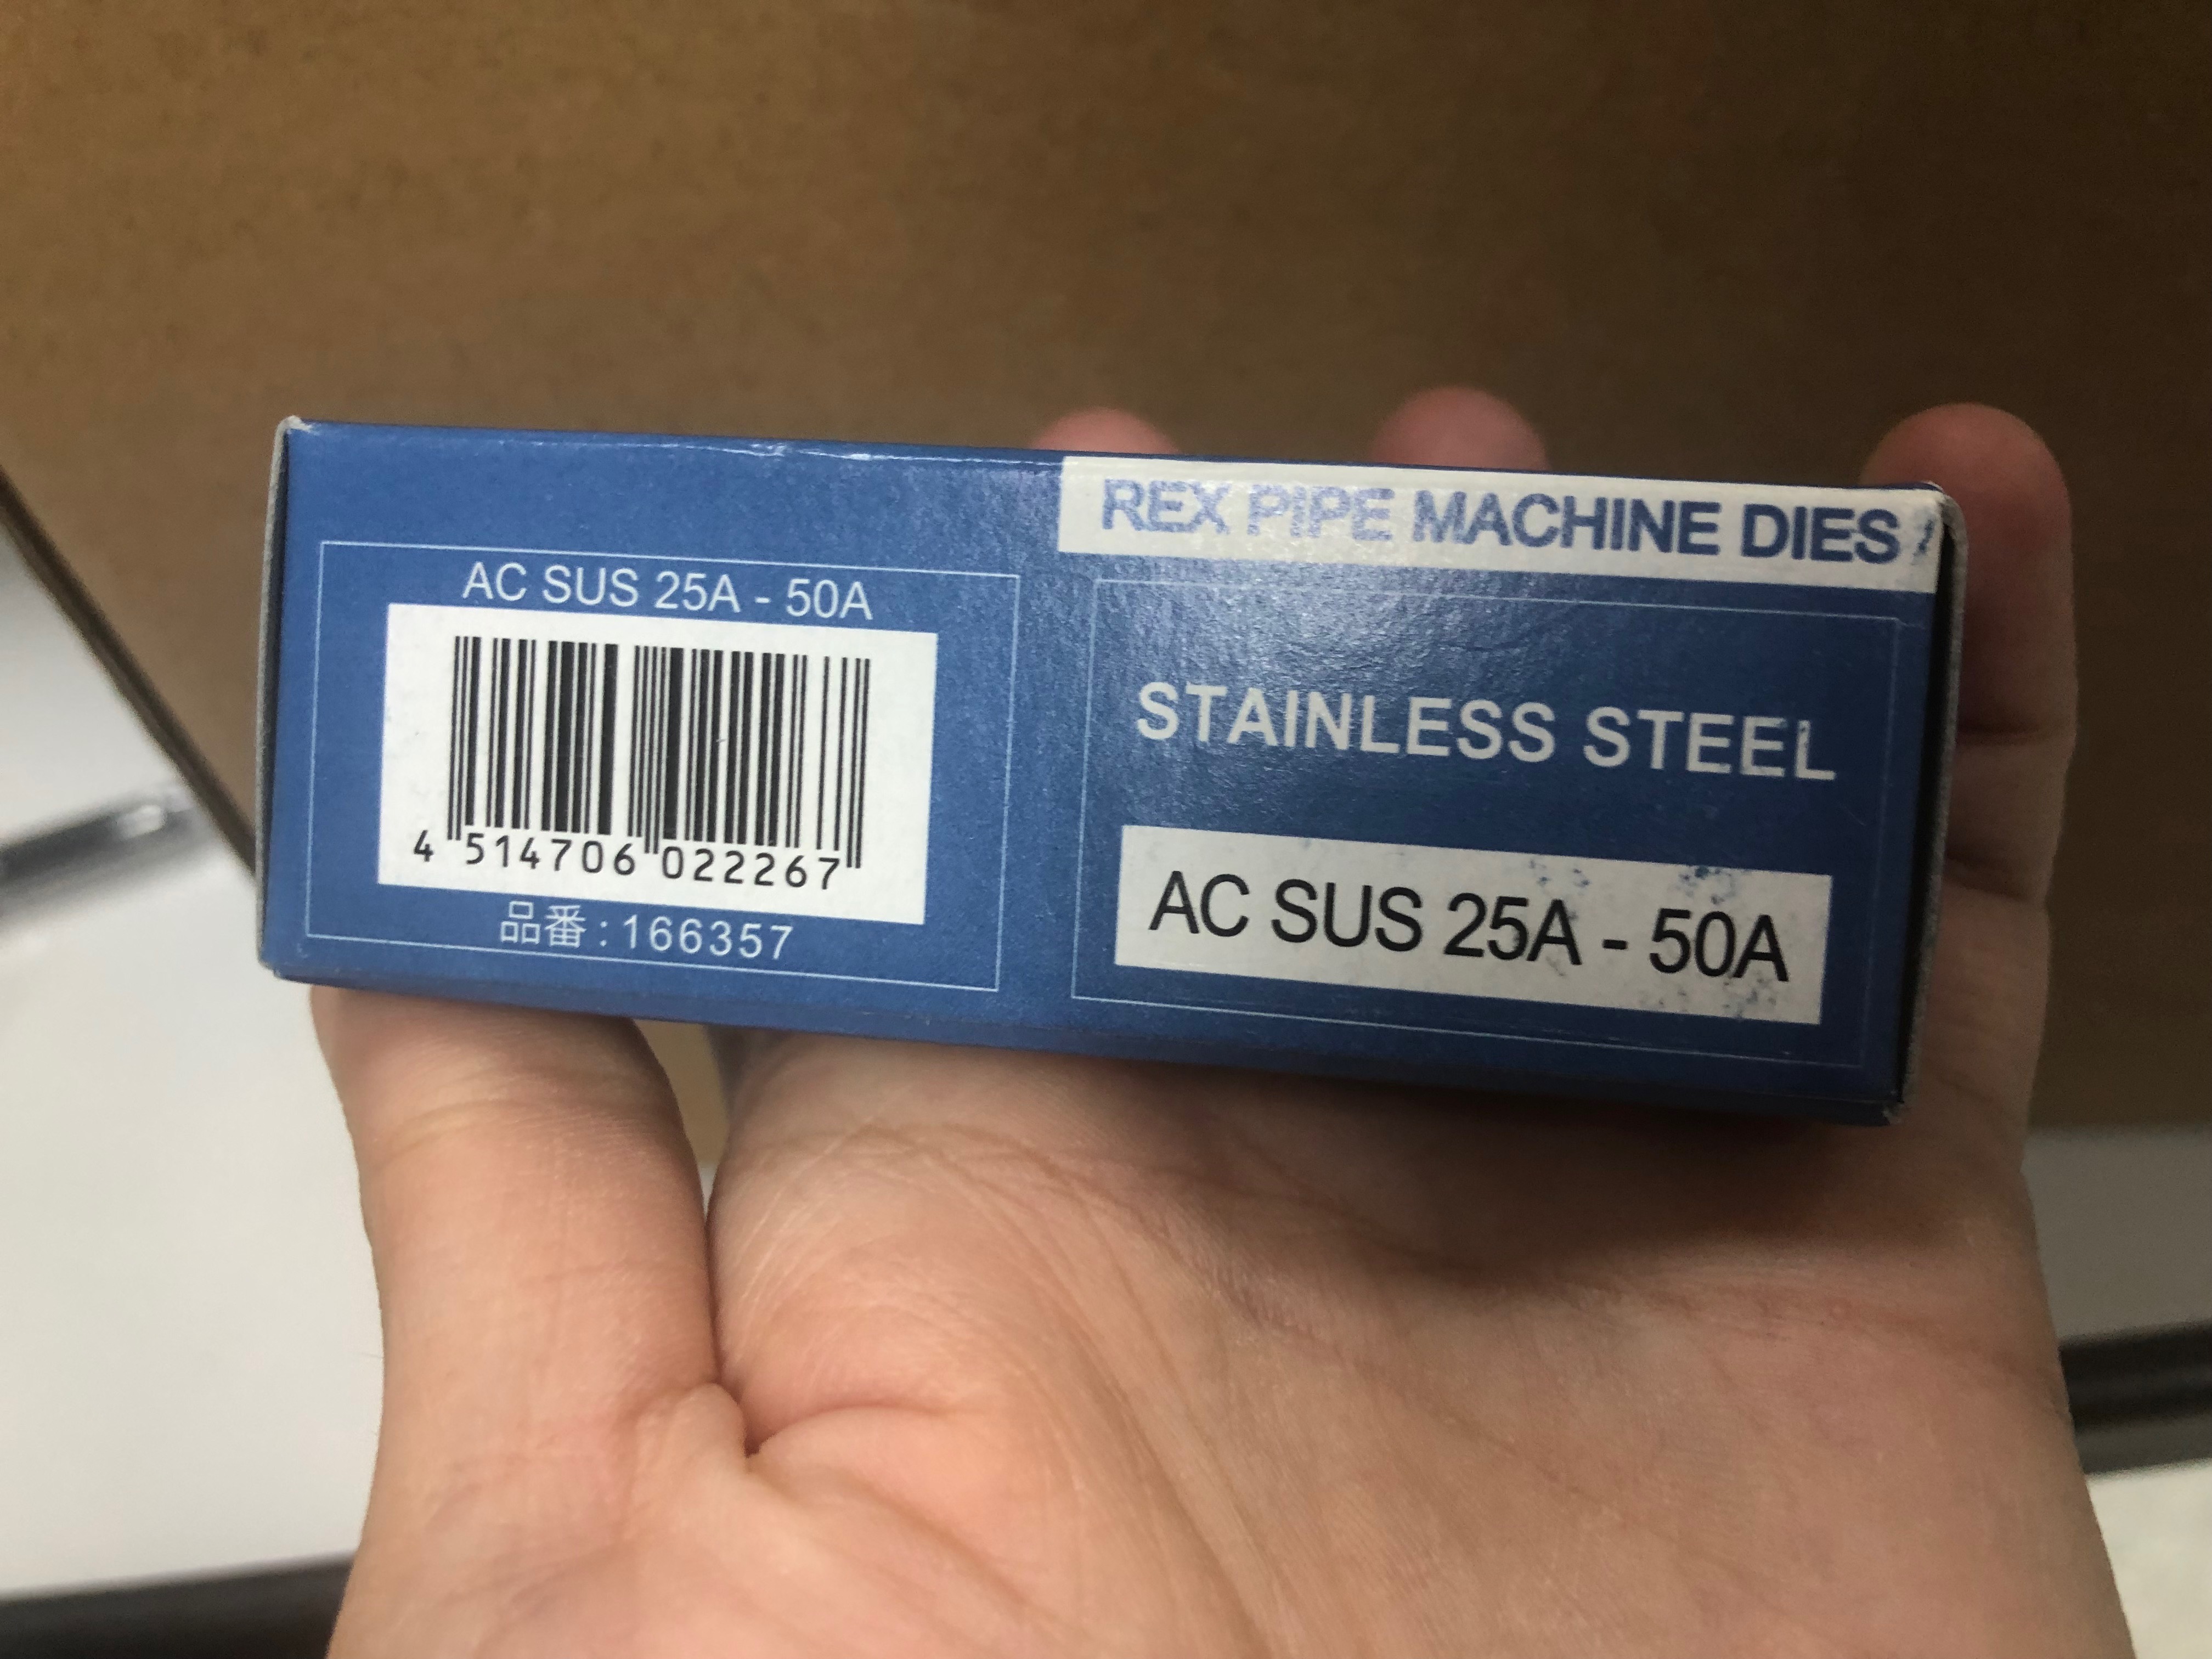 REX PIPE MACHINE DIES
AC SUS 25A - 50A
4 514706 022267
品番 : 166357
STAINLESS STEEL
AC SUS 25A - 50A